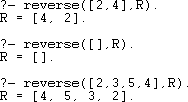 ?- reverse([2,4],R).
R = [4, 2].
?- reverse([],R).
R = [].
?- reverse([2,3,5,4],R).
R = [4, 5, 3, 2].